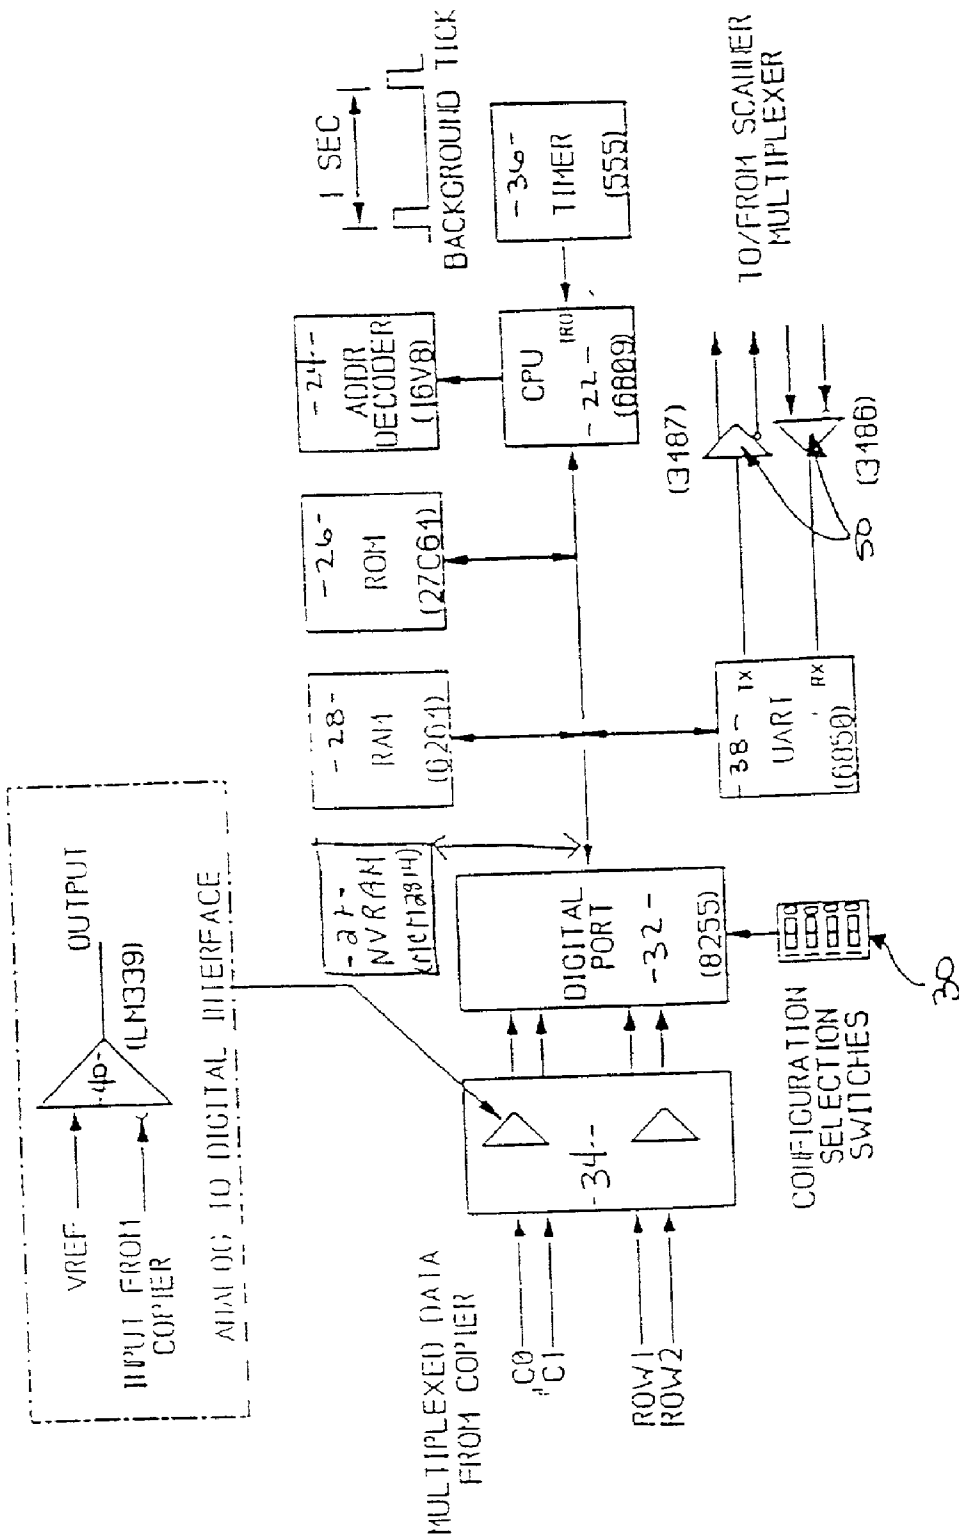 VREF
INPUT FROM
COPIER
-40-
OUTPUT
(LM339)
ANALOG TO DIGITAL INTERFACE
MULTIPLEXED DATA
FROM COPIER
C0
C1
ROW1
ROW2
-34-
DIGITAL
PORT
-32-
(8255)
CONFIGURATION
SELECTION
SWITCHES
30
NVRAM
(MCM2814)
-28-
RAM
(6264)
-26-
ROM
(27C64)
-24-
ADDR
DECODER
(16V8)
CPU
IRQ
-22-
(6809)
-36-
TIMER
(555)
1 SEC
BACKGROUND TICK
-38-
TX
UART
RX
(6850)
(3487)
(3486)
50
TO/FROM SCANNER
MULTIPLEXER